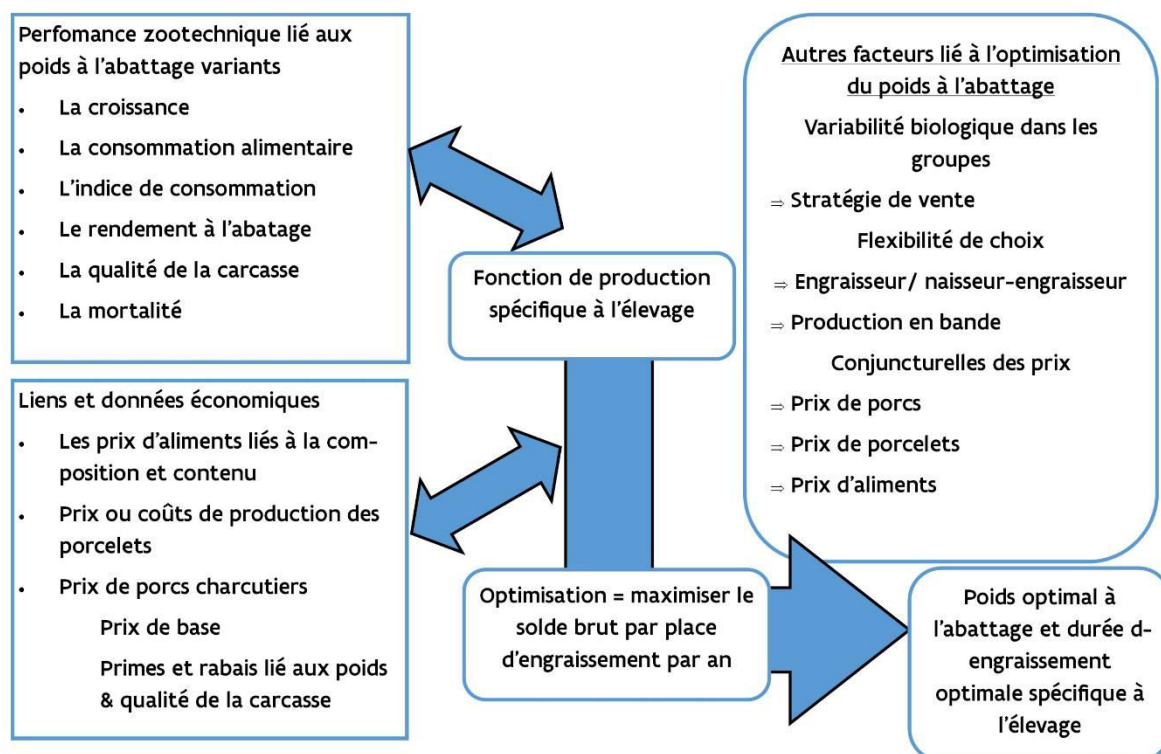 Perfomance zootechnique lié aux
poids à l'abattage variants
• La croissance
• La consommation alimentaire
• L'indice de consommation
• Le rendement à l'abatage
• La qualité de la carcasse
• La mortalité
Liens et données économiques
• Les prix d'aliments liés à la com-
position et contenu
• Prix ou coûts de production des
porcelets
• Prix de porcs charcutiers
Prix de base
Primes et rabais lié aux poids
& qualité de la carcasse
Fonction de production
spécifique à l'élevage
Optimisation = maximiser le
solde brut par place
d'engraissement par an
Autres facteurs lié à l'optimisation
du poids à l'abattage
Variabilité biologique dans les
groupes
⇒ Stratégie de vente
Flexibilité de choix
⇒ Engraisseur/ naisseur-engraisseur
⇒ Production en bande
Conjuncturelles des prix
⇒ Prix de porcs
⇒ Prix de porcelets
⇒ Prix d'aliments
Poids optimal à
l'abattage et durée d-
engraissement
optimale spécifique à
l'élevage